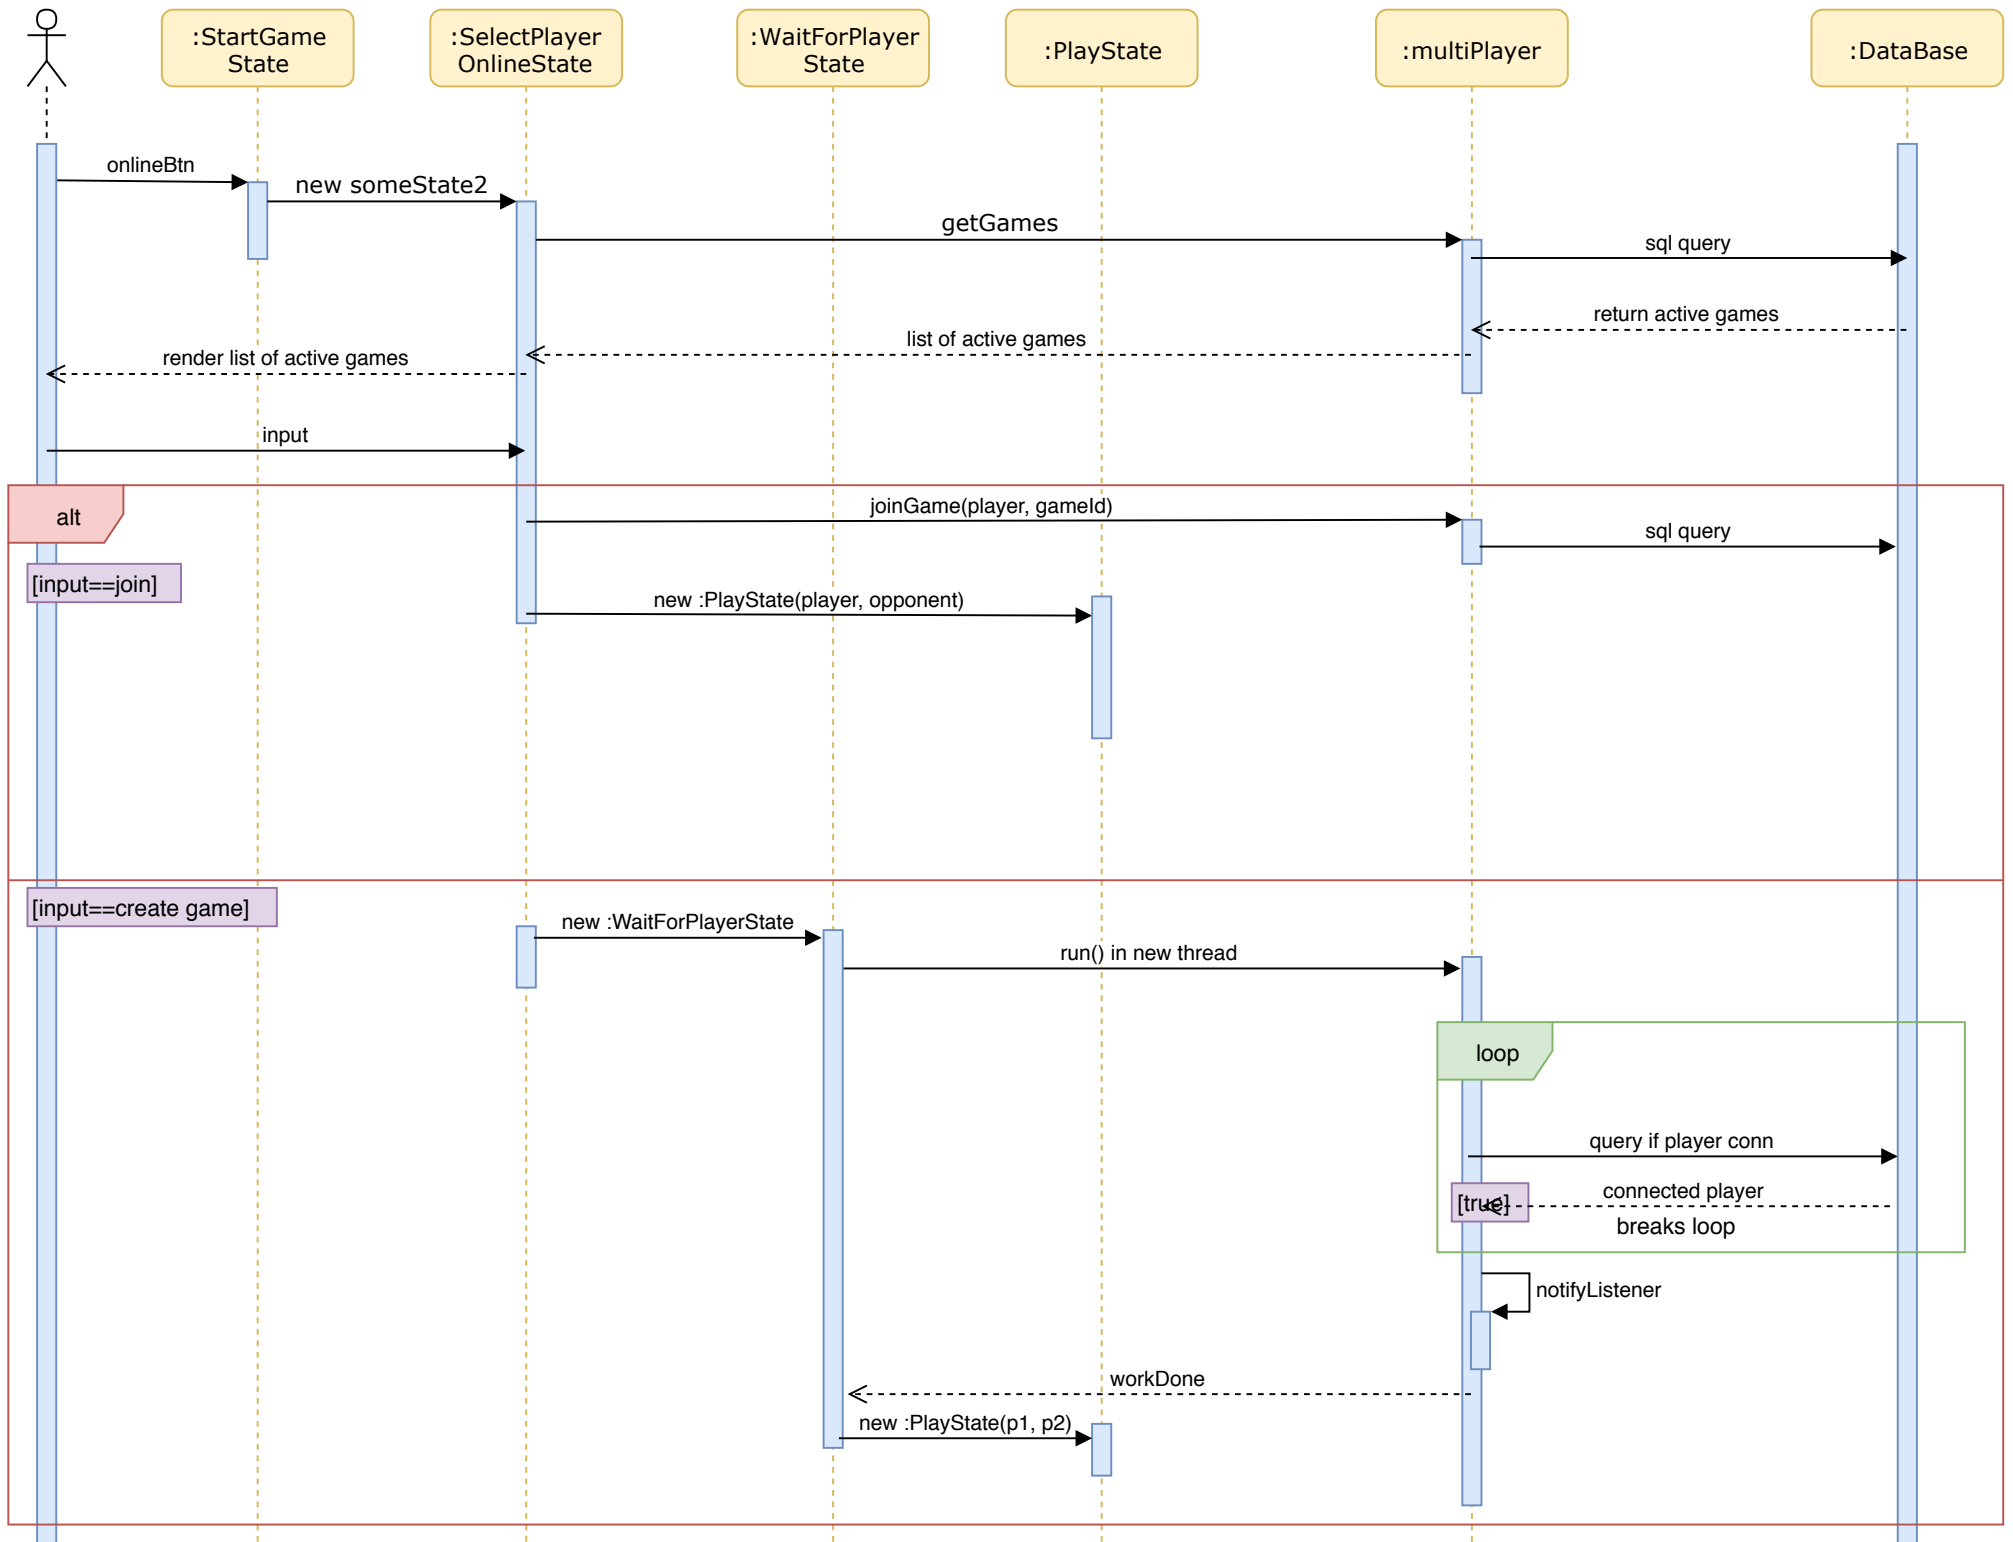 :StartGame
State
:SelectPlayer
OnlineState
:WaitForPlayer
State
:PlayState
:multiPlayer
:DataBase
onlineBtn
new someState2
getGames
sql query
return active games
list of active games
render list of active games
input
alt
joinGame(player, gameId)
sql query
[input==join]
new :PlayState(player, opponent)
[input==create game]
new :WaitForPlayerState
run() in new thread
loop
query if player conn
[true]
connected player
breaks loop
notifyListener
workDone
new :PlayState(p1, p2)